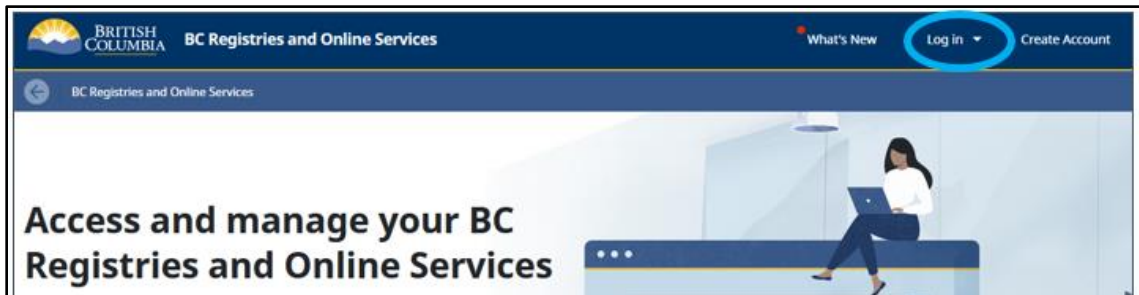 BRITISH
COLUMBIA
BC Registries and Online Services
What's New
Log in
Create Account
BC Registries and Online Services
Access and manage your BC
Registries and Online Services